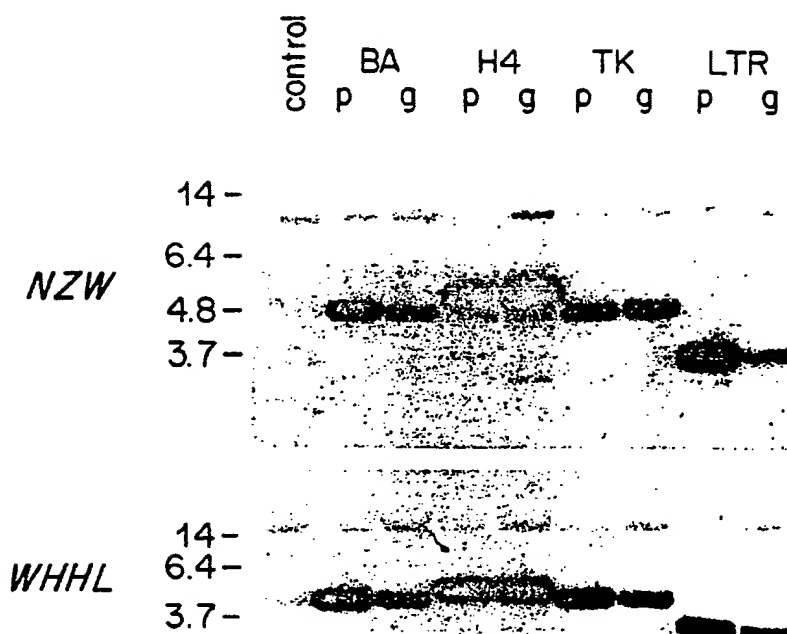 control BA H4 TK LTR
p g p g p g p g
14 –
6.4 –
NZW
4.8 –
3.7 –
14 –
6.4 –
WHHL
3.7 –